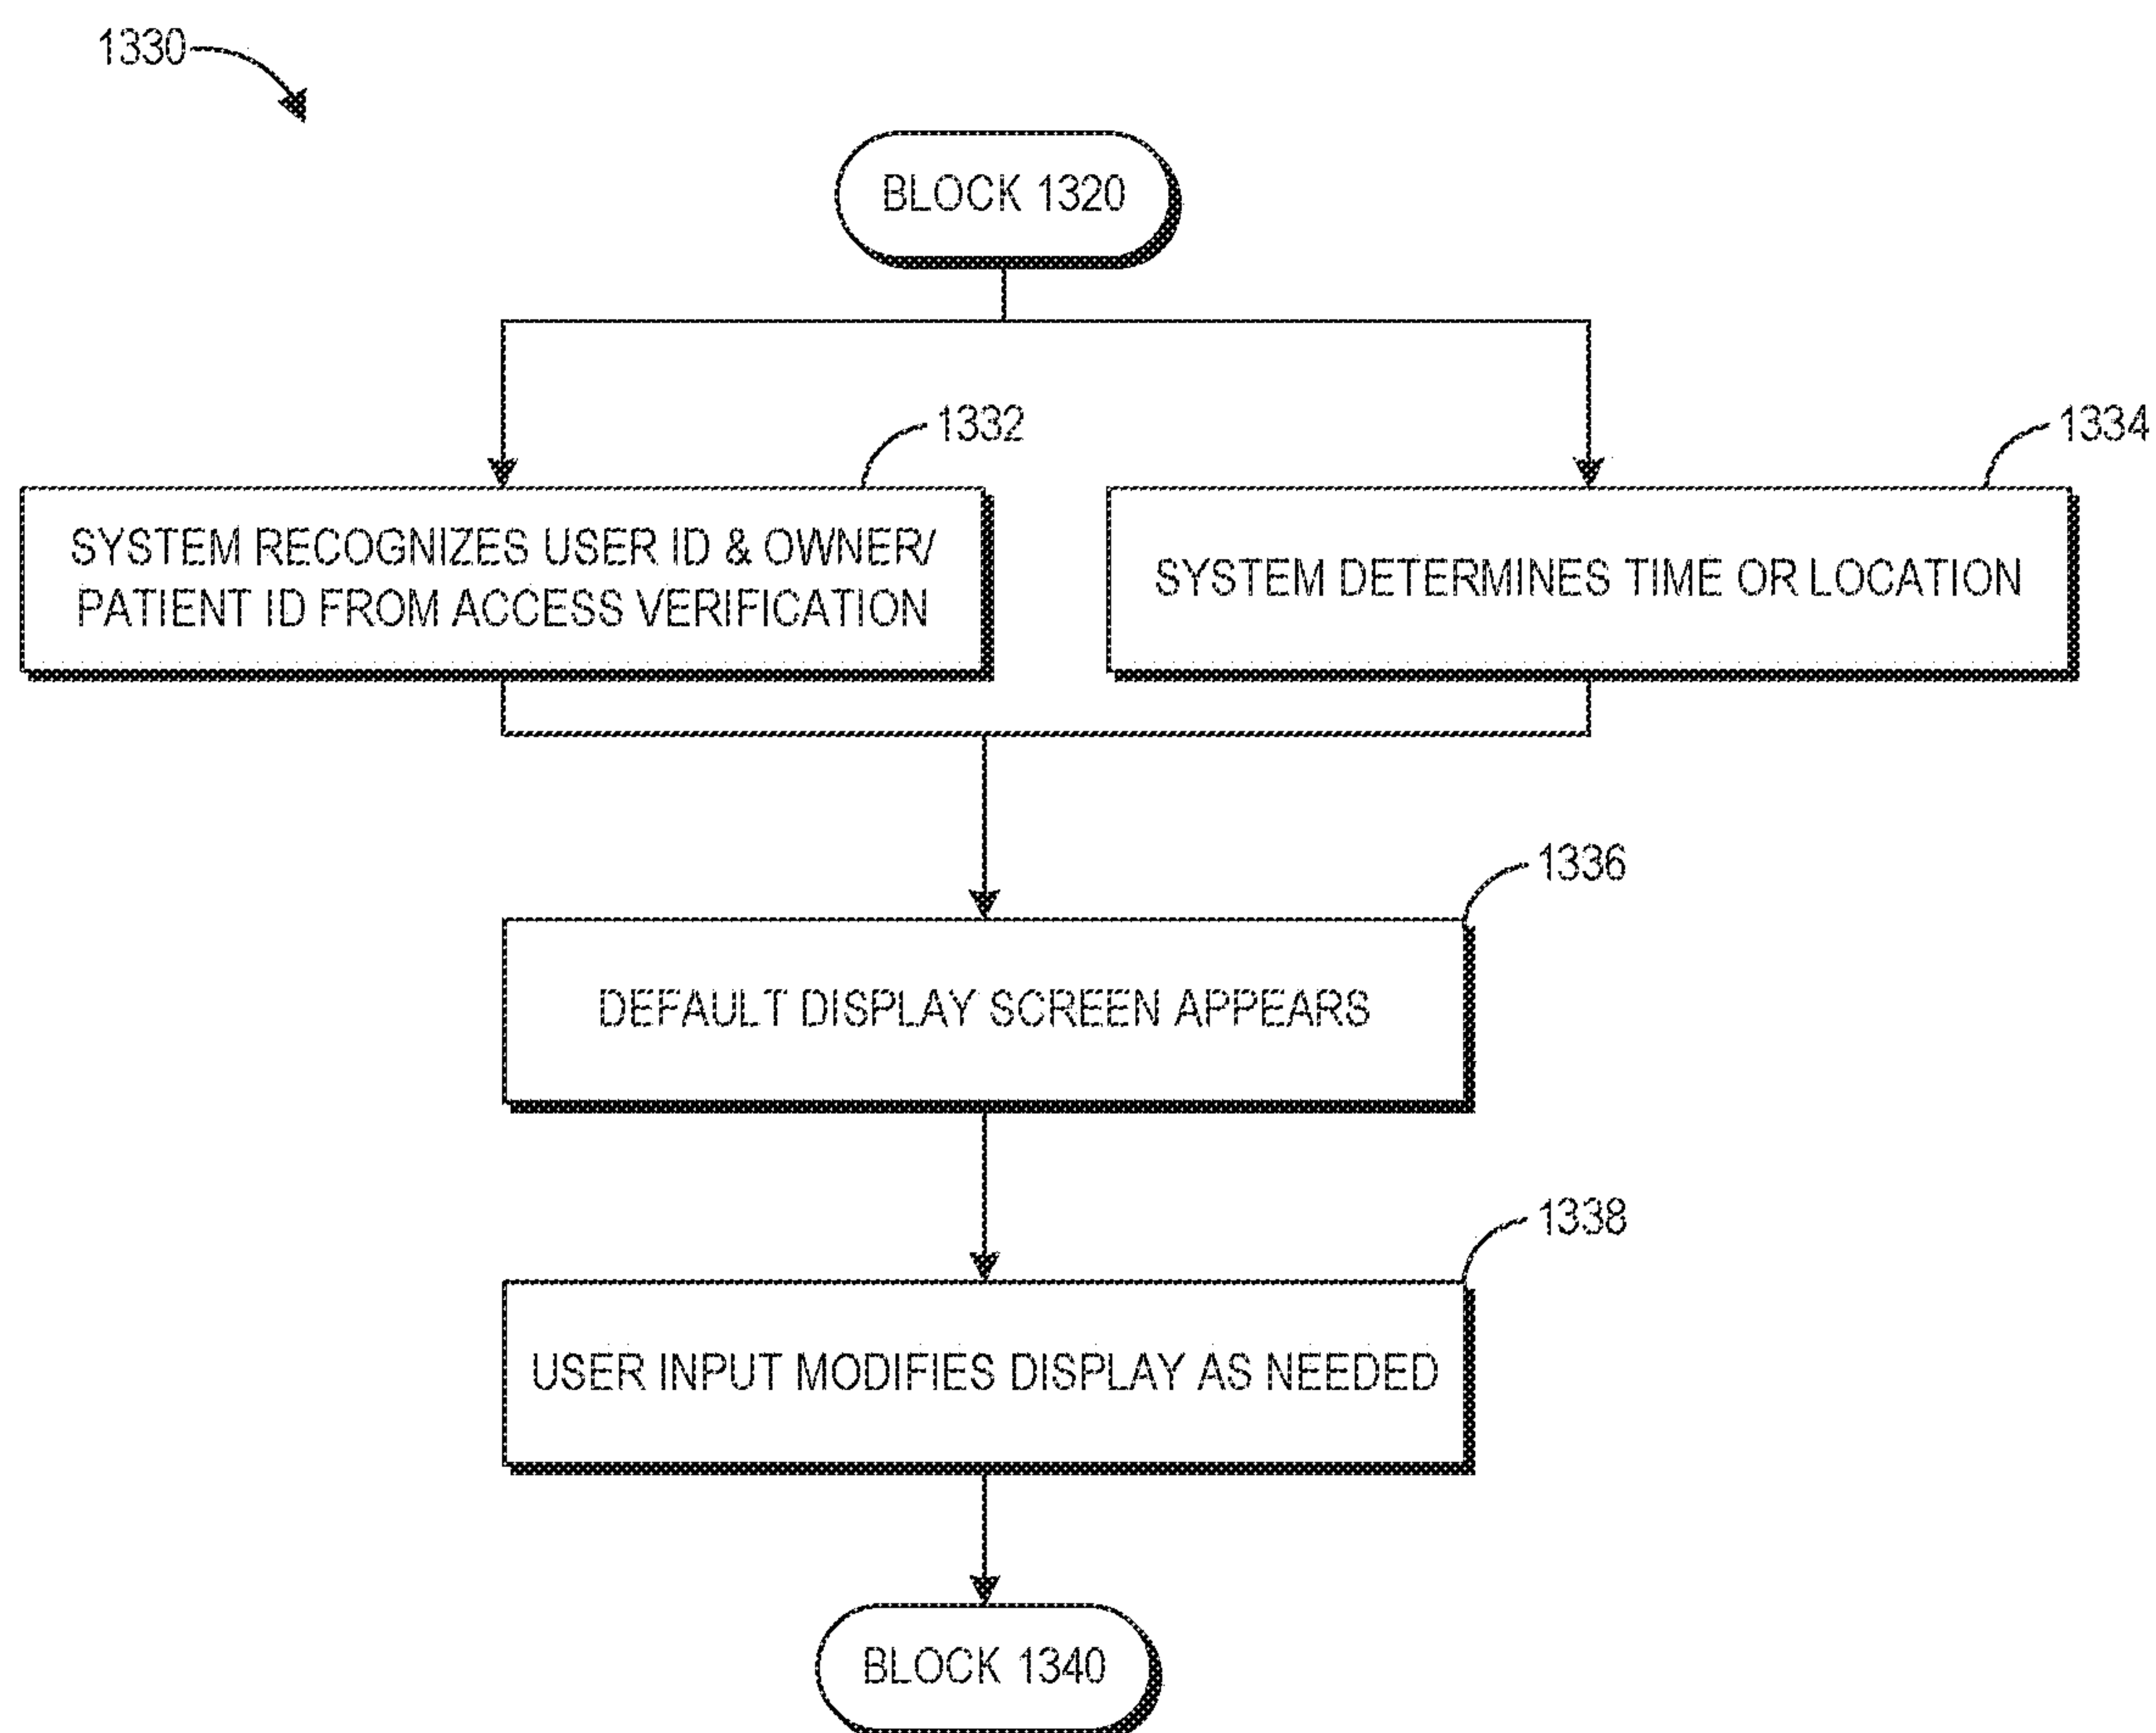 1330
BLOCK 1320
1332
1334
SYSTEM RECOGNIZES USER ID & OWNER/
PATIENT ID FROM ACCESS VERIFICATION
SYSTEM DETERMINES TIME OR LOCATION
1336
DEFAULT DISPLAY SCREEN APPEARS
1338
USER INPUT MODIFIES DISPLAY AS NEEDED
BLOCK 1340